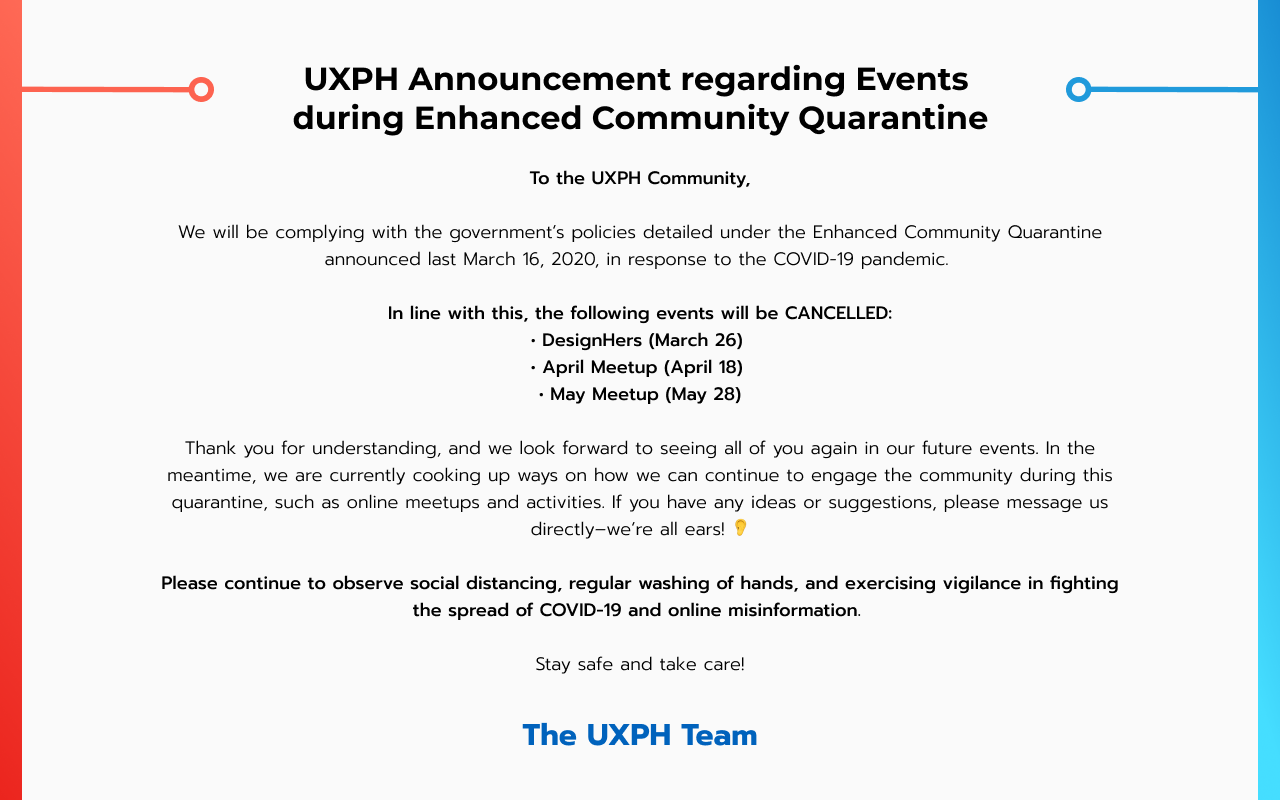 UXPH Announcement regarding Events
during Enhanced Community Quarantine
To the UXPH Community,
We will be complying with the government’s policies detailed under the Enhanced Community Quarantine
announced last March 16, 2020, in response to the COVID-19 pandemic.
In line with this, the following events will be CANCELLED:
• DesignHers (March 26)
• April Meetup (April 18)
• May Meetup (May 28)
Thank you for understanding, and we look forward to seeing all of you again in our future events. In the
meantime, we are currently cooking up ways on how we can continue to engage the community during this
quarantine, such as online meetups and activities. If you have any ideas or suggestions, please message us
directly–we’re all ears! 👂
Please continue to observe social distancing, regular washing of hands, and exercising vigilance in fighting
the spread of COVID-19 and online misinformation.
Stay safe and take care!
The UXPH Team